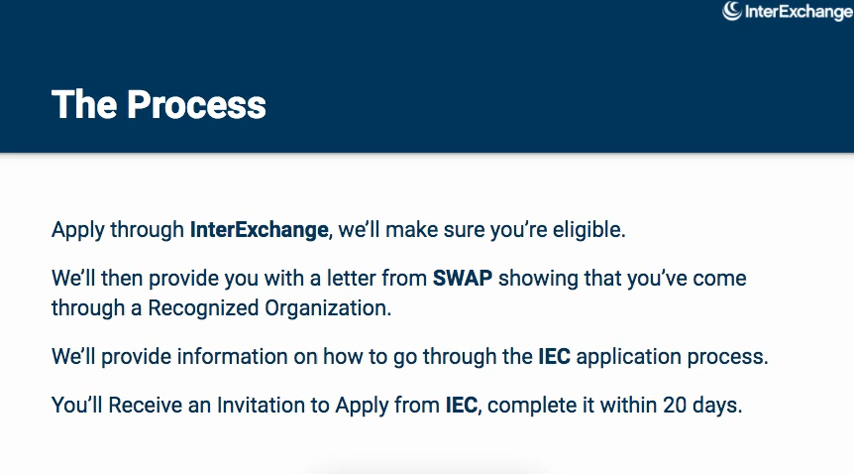 InterExchange
The Process
Apply through InterExchange, we'll make sure you're eligible.
We'll then provide you with a letter from SWAP showing that you've come
through a Recognized Organization.
We'll provide information on how to go through the IEC application process.
You'll Receive an Invitation to Apply from IEC, complete it within 20 days.